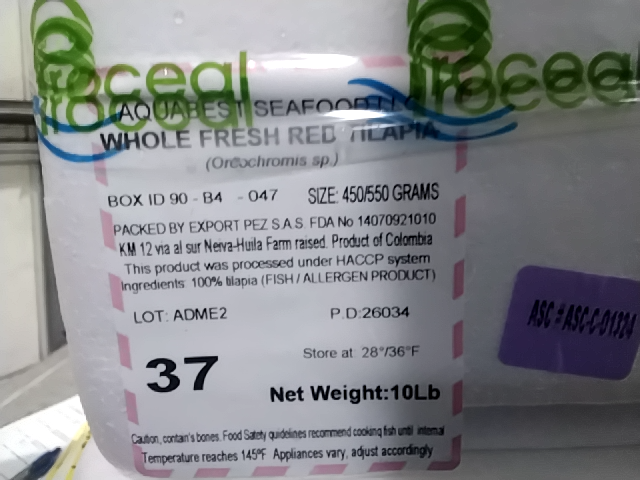 Proceal
Proceal
Proceal
AQUABEST SEAFOOD LLC
WHOLE FRESH RED TILAPIA
(Oreochromis sp.)
BOX ID 90 - B4 - 047 SIZE: 450/550 GRAMS
PACKED BY EXPORT PEZ S.A.S. FDA No 14070921010
KM 12 via al sur Neiva-Huila Farm raised. Product of Colombia
This product was processed under HACCP system
Ingredients: 100% tilapia (FISH / ALLERGEN PRODUCT)
LOT: ADME2 P.D:26034
37
Store at 28°/36°F
Net Weight:10Lb
Caution, contain's bones. Food Safety guidelines recommend cooking fish until internal
Temperature reaches 145ºF Appliances vary, adjust accordingly
ASC # ASC-C-01324